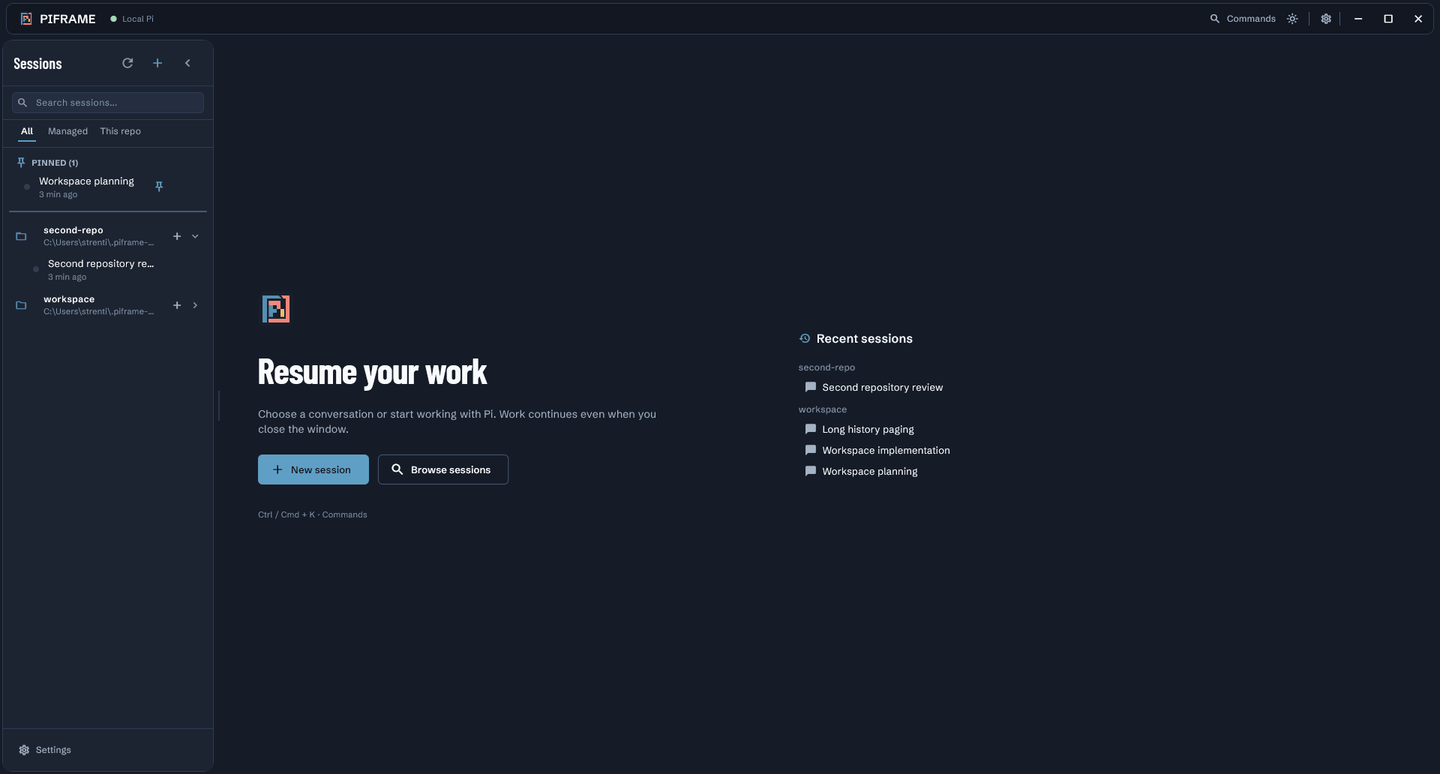 PIFRAME
Local Pi
Commands
Sessions
Search sessions...
All Managed This repo
PINNED (1)
Workspace planning
3 min ago
second-repo
C:\Users\strenti\.piframe-...
Second repository re...
3 min ago
workspace
C:\Users\strenti\.piframe-...
Settings
Resume your work
Choose a conversation or start working with Pi. Work continues even when you
close the window.
New session
Browse sessions
Ctrl / Cmd + K · Commands
Recent sessions
second-repo
Second repository review
workspace
Long history paging
Workspace implementation
Workspace planning